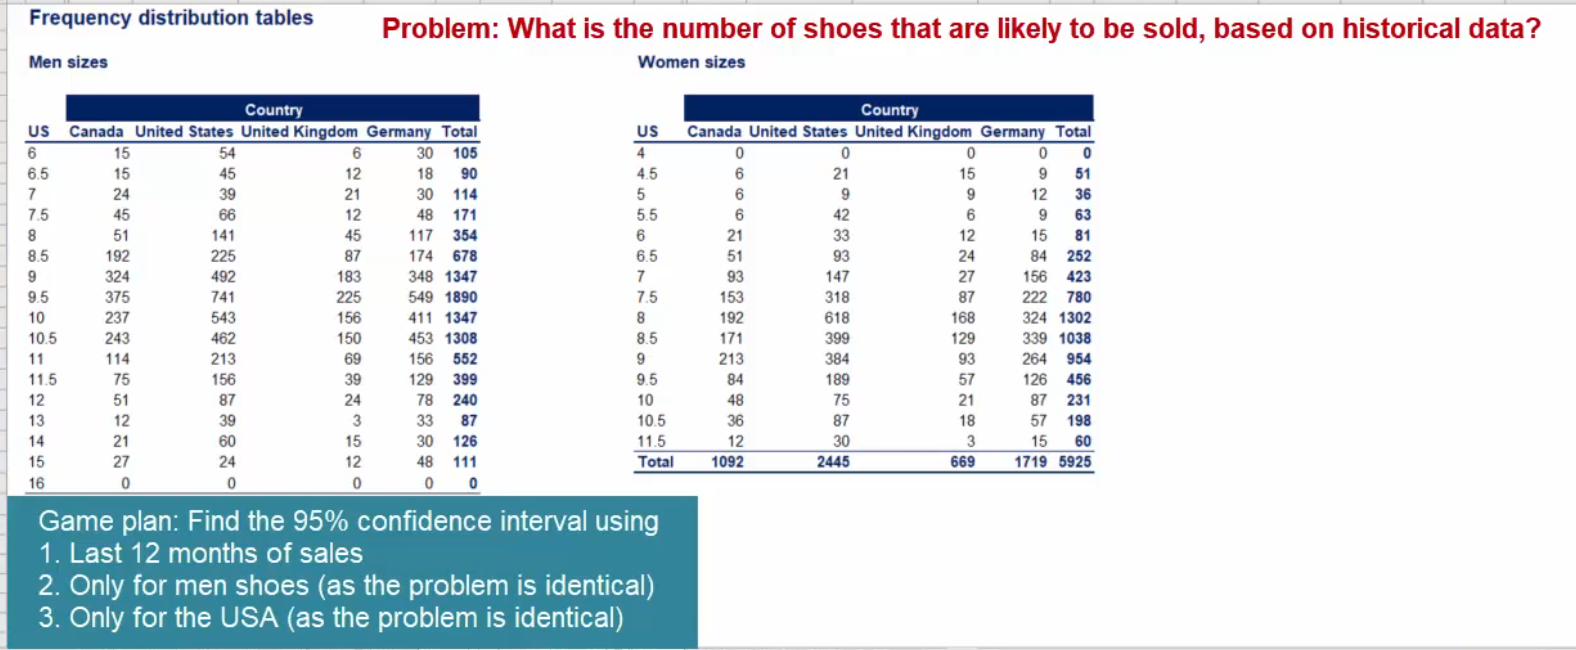 Frequency distribution tables
Problem: What is the number of shoes that are likely to be sold, based on historical data?
Men sizes
Country
US Canada United States United Kingdom Germany Total
6 15 54 6 30 105
6.5 15 45 12 18 90
7 24 39 21 30 114
7.5 45 66 12 48 171
8 51 141 45 117 354
8.5 192 225 87 174 678
9 324 492 183 348 1347
9.5 375 741 225 549 1890
10 237 543 156 411 1347
10.5 243 462 150 453 1308
11 114 213 69 156 552
11.5 75 156 39 129 399
12 51 87 24 78 240
13 12 39 3 33 87
14 21 60 15 30 126
15 27 24 12 48 111
16 0 0 0 0 0
Women sizes
Country
US Canada United States United Kingdom Germany Total
4 0 0 0 0 0
4.5 6 21 15 9 51
5 6 9 9 12 36
5.5 6 42 6 9 63
6 21 33 12 15 81
6.5 51 93 24 84 252
7 93 147 27 156 423
7.5 153 318 87 222 780
8 192 618 168 324 1302
8.5 171 399 129 339 1038
9 213 384 93 264 954
9.5 84 189 57 126 456
10 48 75 21 87 231
10.5 36 87 18 57 198
11.5 12 30 3 15 60
Total 1092 2445 669 1719 5925
Game plan: Find the 95% confidence interval using
1. Last 12 months of sales
2. Only for men shoes (as the problem is identical)
3. Only for the USA (as the problem is identical)